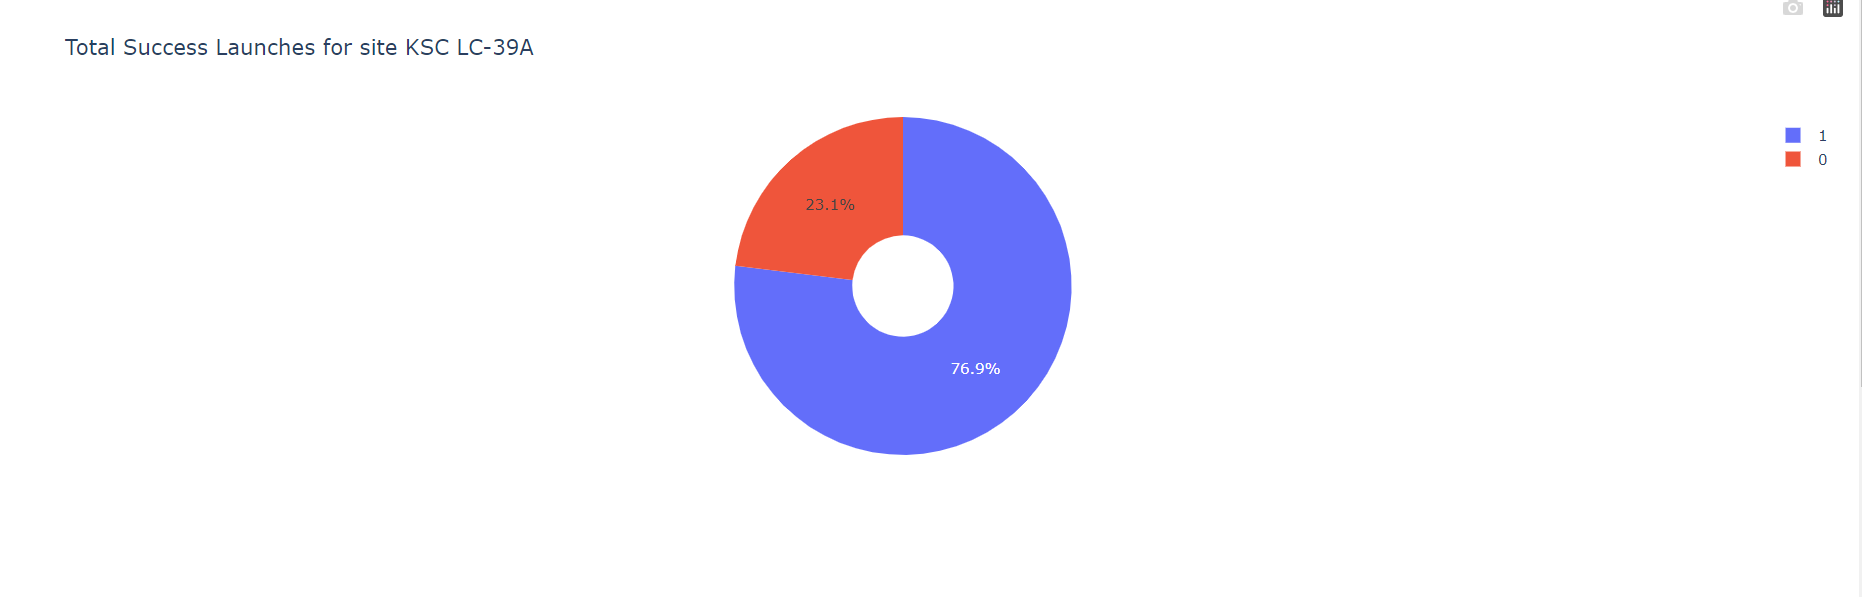 Total Success Launches for site KSC LC-39A
1
0
23.1%
76.9%